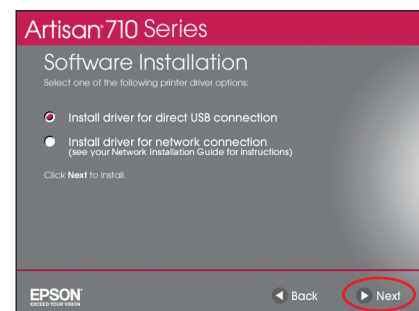 Artisan® 710 Series
Software Installation
Select one of the following printer driver options:
Install driver for direct USB connection
Install driver for network connection
(see your Network Installation Guide for instructions)
Click Next to install.
EPSON®
EXCEED YOUR VISION
Back
Next